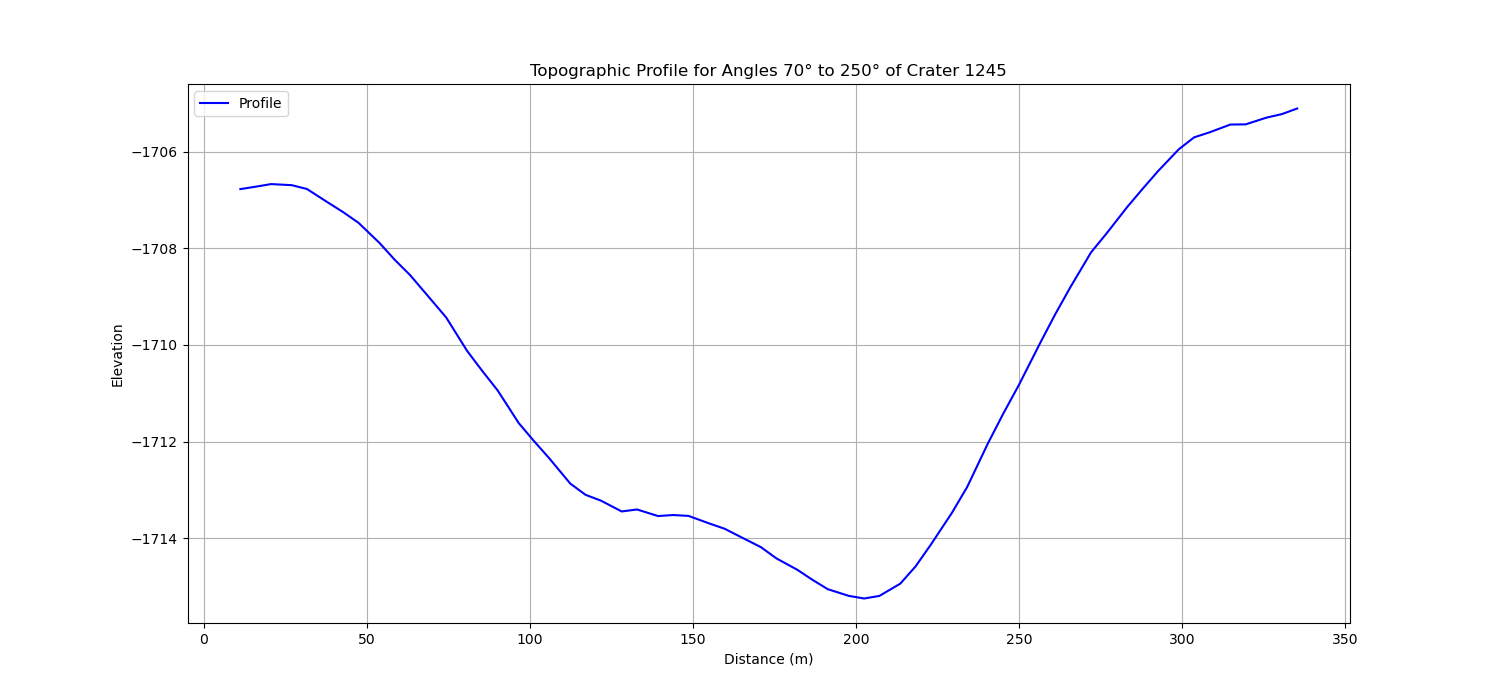 Topographic Profile for Angles 70° to 250° of Crater 1245
Profile
−1706
−1708
−1710
−1712
−1714
Elevation
0 50 100 150 200 250 300 350
Distance (m)